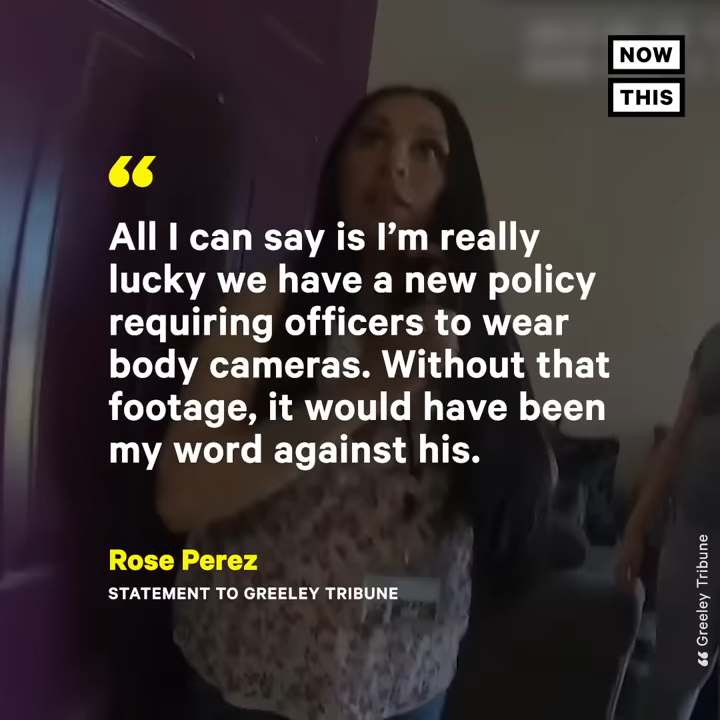 NOW
THIS
“
All I can say is I’m really
lucky we have a new policy
requiring officers to wear
body cameras. Without that
footage, it would have been
my word against his.
Rose Perez
STATEMENT TO GREELEY TRIBUNE
“ Greeley Tribune